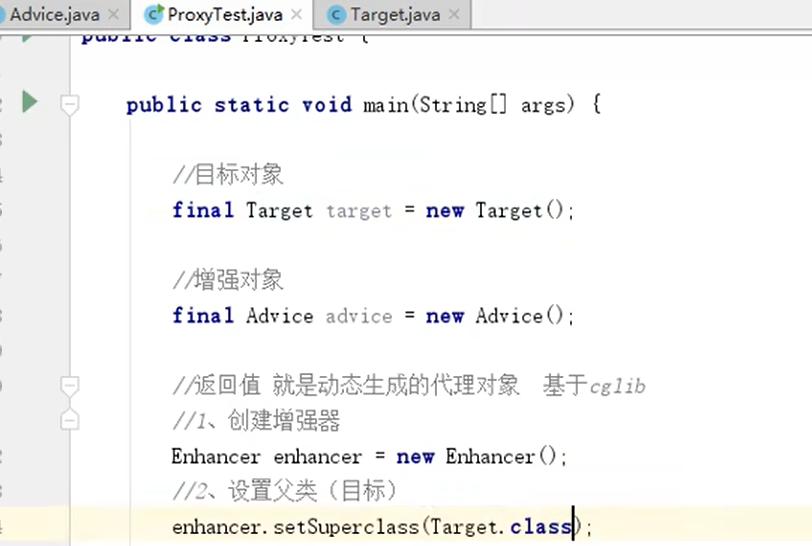 Advice.java × ProxyTest.java × Target.java ×
public class ProxyTest {
public static void main(String[] args) {
//目标对象
final Target target = new Target();
//增强对象
final Advice advice = new Advice();
//返回值 就是动态生成的代理对象 基于cglib
//1、创建增强器
Enhancer enhancer = new Enhancer();
//2、设置父类（目标）
enhancer.setSuperclass(Target.class);